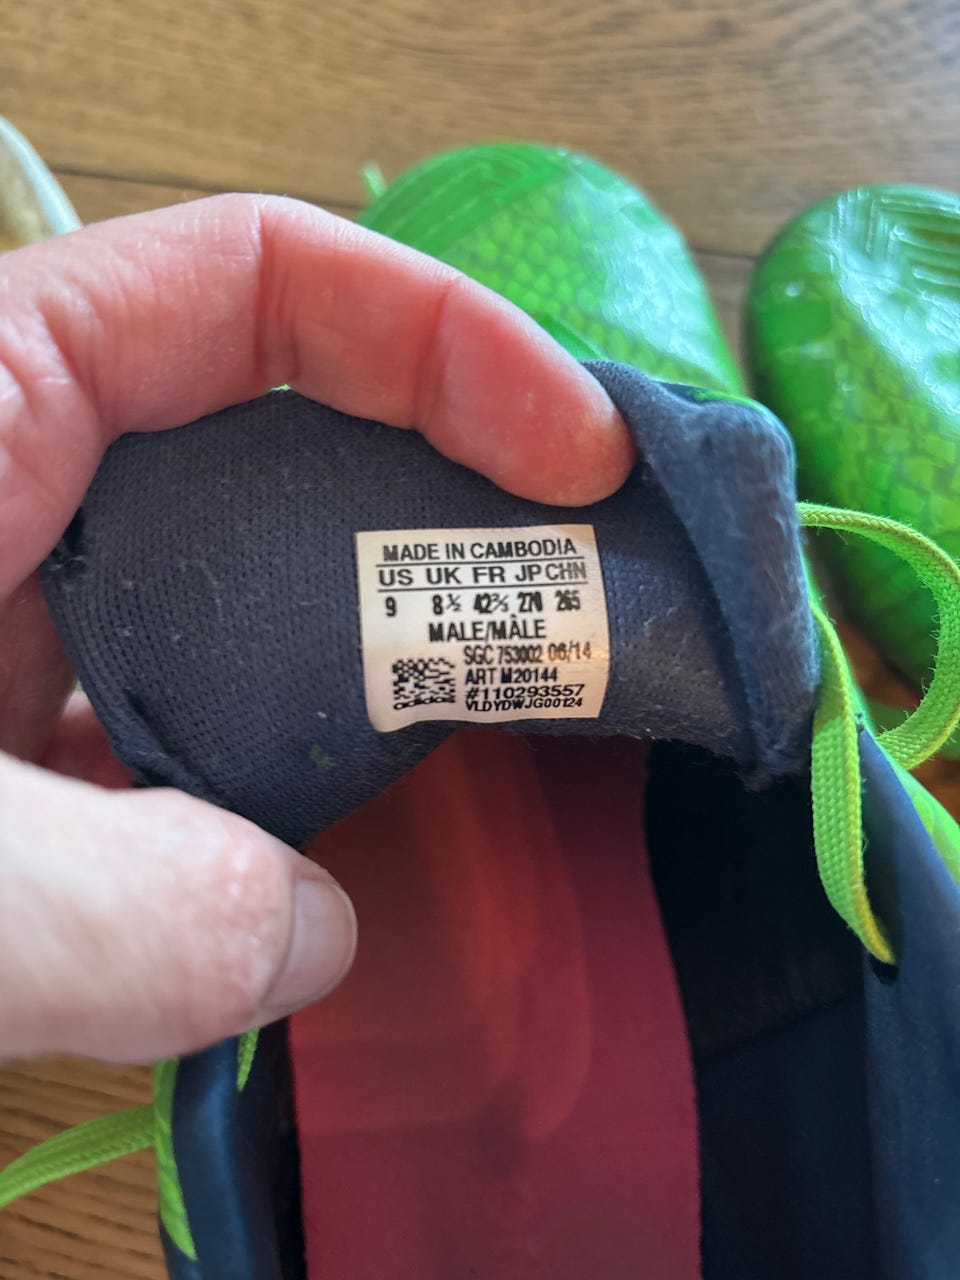 MADE IN CAMBODIA
US UK FR JP CHN
9 8½ 42⅔ 270 265
MALE/MÂLE
SGC 753002 06/14
ART M20144
#110293557
VLDYDWJG00124
adidas